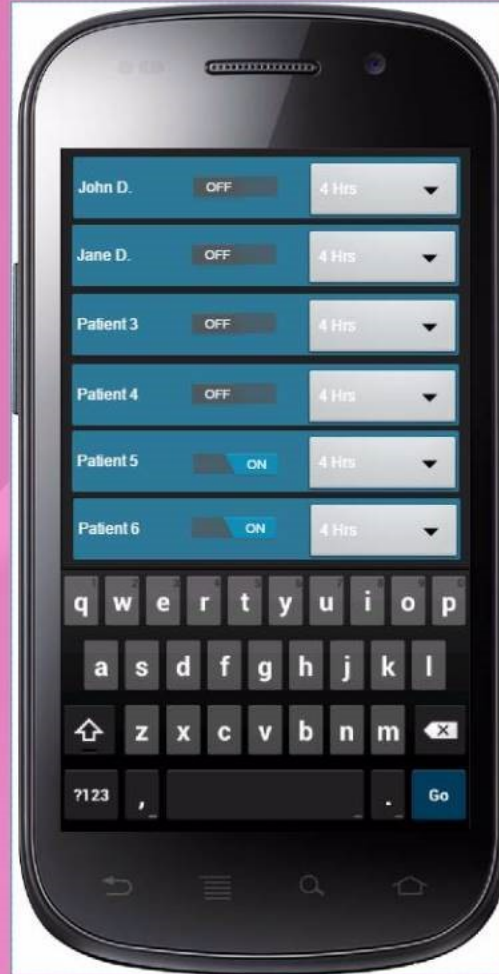 John D. OFF 4 Hrs
Jane D. OFF 4 Hrs
Patient 3 OFF 4 Hrs
Patient 4 OFF 4 Hrs
Patient 5 ON 4 Hrs
Patient 6 ON 4 Hrs
q w e r t y u i o p
a s d f g h j k l
z x c v b n m
?123 , . Go